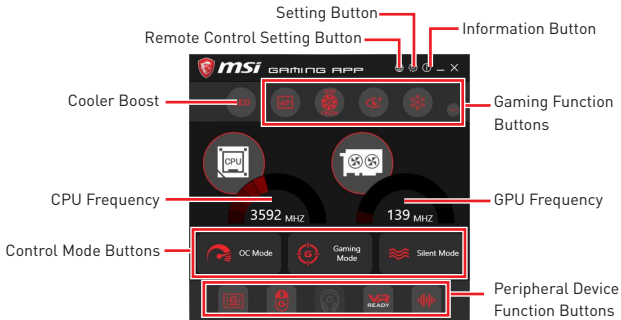 Setting Button
Information Button
Remote Control Setting Button
msi GAMING APP
Cooler Boost
Gaming Function
Buttons
CPU
CPU Frequency
GPU Frequency
3592 MHZ
139 MHZ
Control Mode Buttons
OC Mode
G
Gaming
Mode
Silent Mode
G
G
G
VR
READY
Peripheral Device
Function Buttons